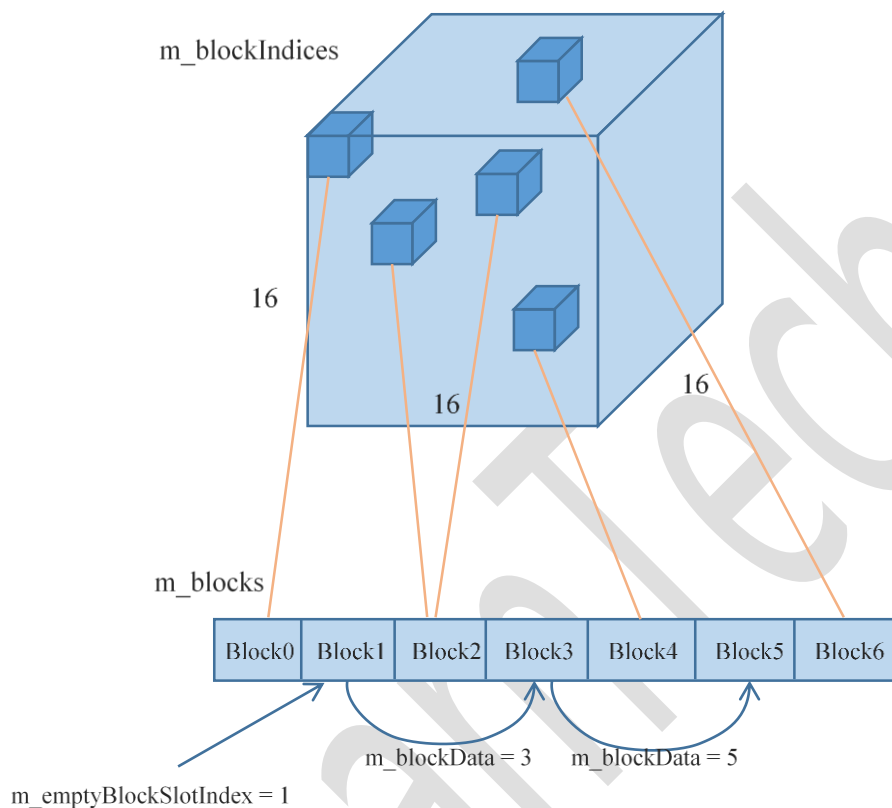 m_blockIndices
16
16
16
m_blocks
Block0 Block1 Block2 Block3 Block4 Block5 Block6
m_blockData = 3 m_blockData = 5
m_emptyBlockSlotIndex = 1